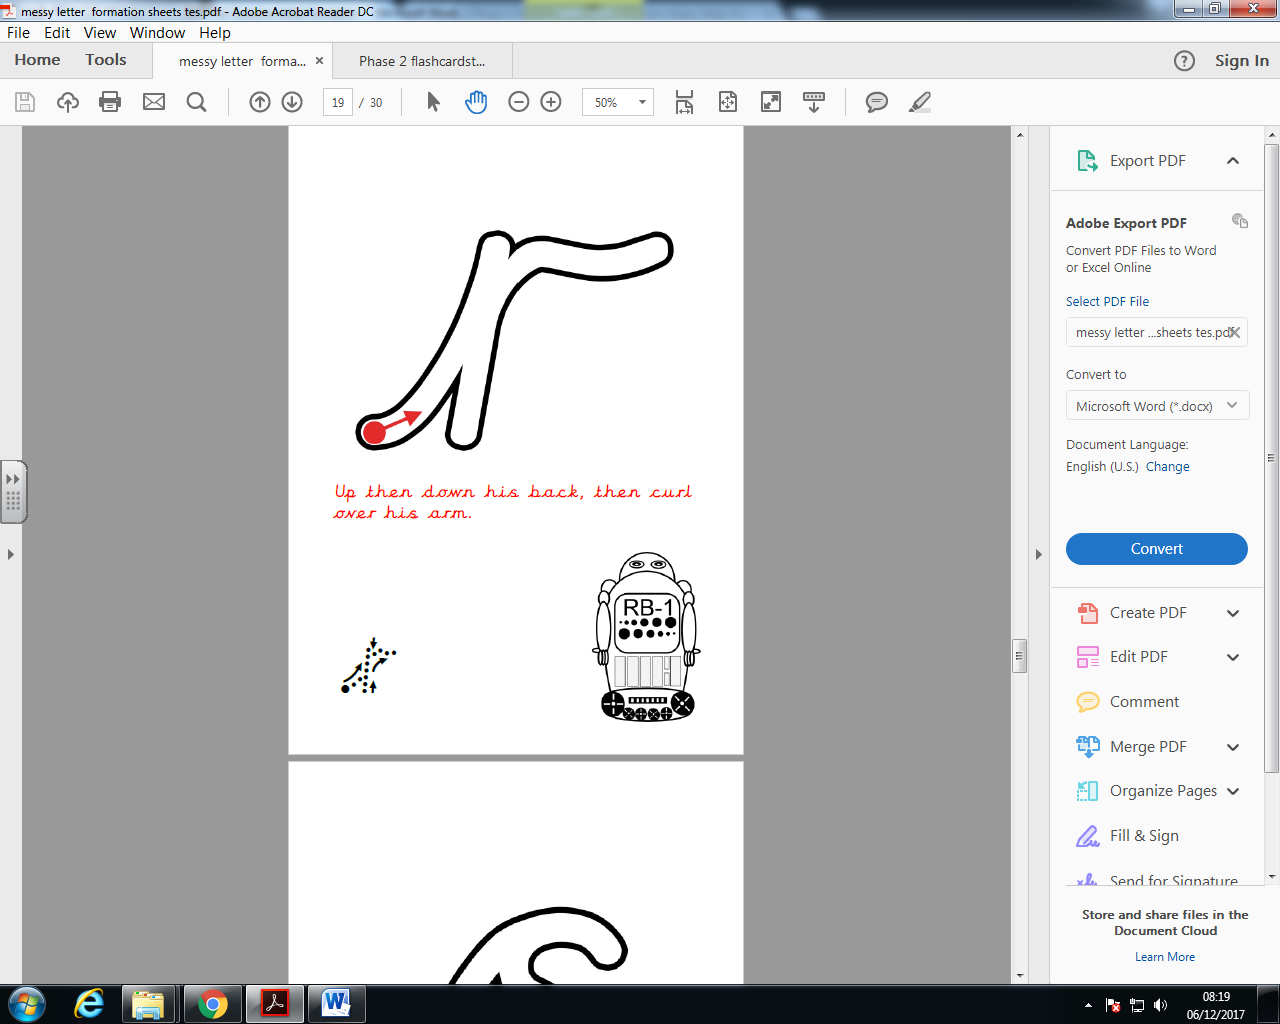 messy letter  formation sheets tes.pdf - Adobe Acrobat Reader DC
File Edit View Window Help
Home Tools messy letter  forma... × Phase 2 flashcardst... Sign In
19 / 30 50%
Up then down his back, then curl
over his arm.
RB-1
Export PDF
Adobe Export PDF
Convert PDF Files to Word
or Excel Online
Select PDF File
messy letter ...sheets tes.pdf
Convert to
Microsoft Word (*.docx)
Document Language:
English (U.S.) Change
Convert
Create PDF
Edit PDF
Comment
Merge PDF
Organize Pages
Fill & Sign
Send for Signature
Store and share files in the
Document Cloud
Learn More
08:19
06/12/2017